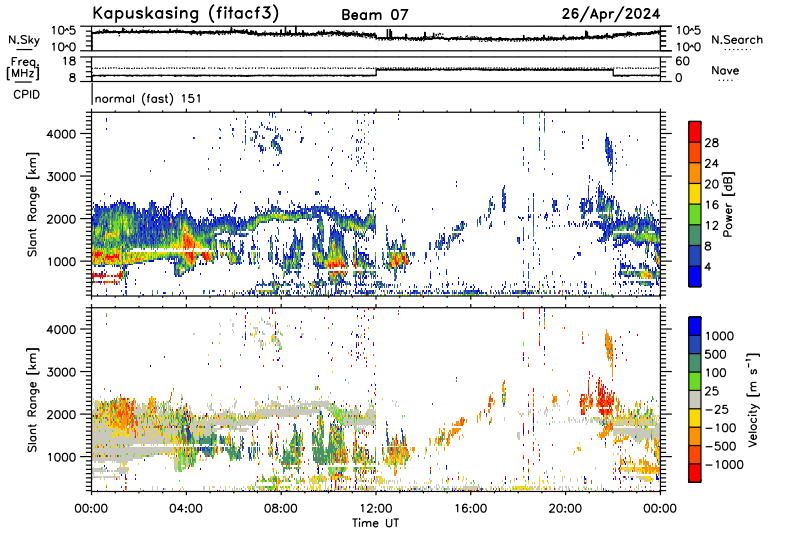 Kapuskasing (fitacf3) Beam 07 26/Apr/2024
N.Sky 10^5 10^0 10^5 10^0 N.Search
Freq. [MHz] 18 8 60 0 Nave
CPID normal (fast) 151
Slant Range [km]
4000
3000
2000
1000
Power [dB]
28
24
20
16
12
8
4
Slant Range [km]
4000
3000
2000
1000
Velocity [m s⁻¹]
1000
500
100
25
−25
−100
−500
−1000
00:00 04:00 08:00 12:00 16:00 20:00 00:00
Time UT